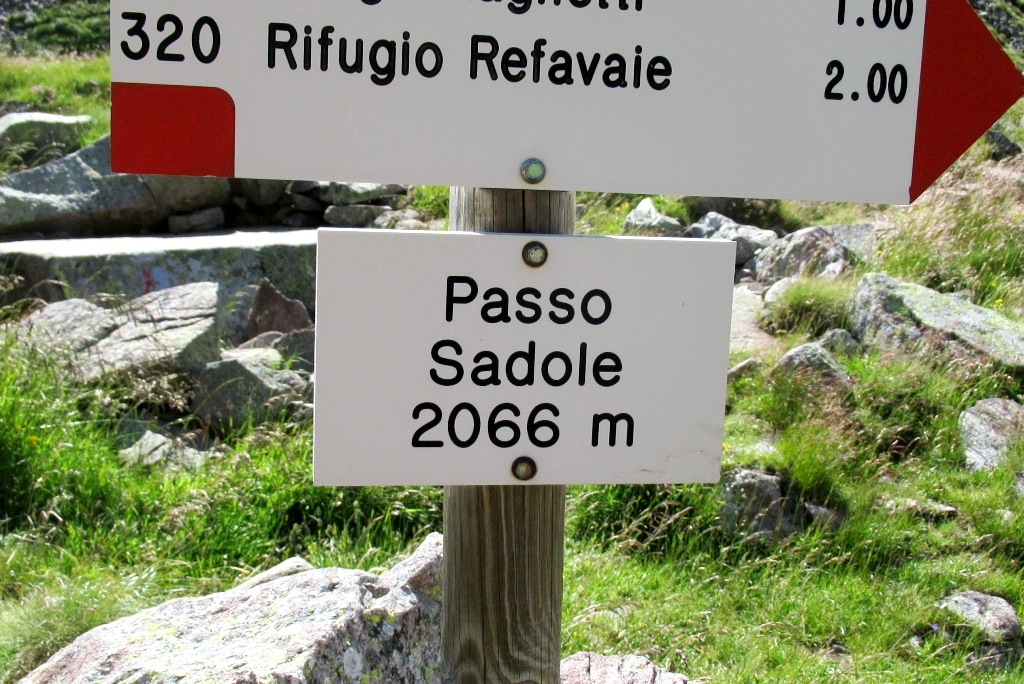 1.00
320 Rifugio Refavaie 2.00
Passo
Sadole
2066 m